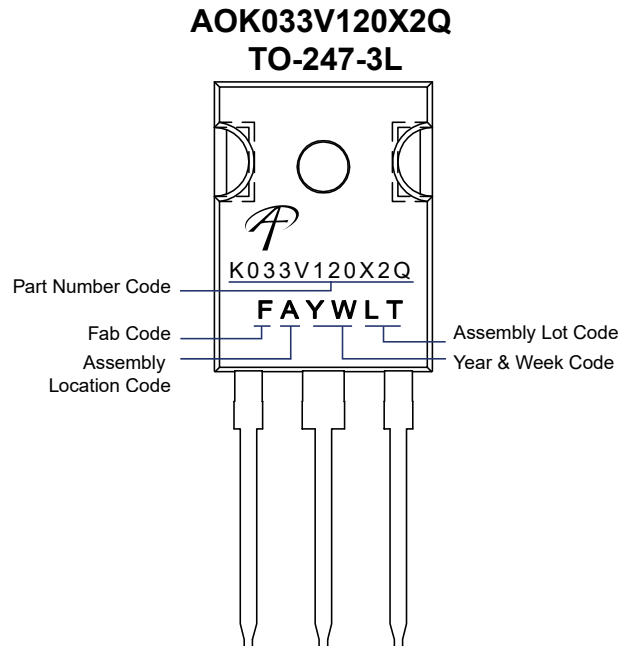 AOK033V120X2Q
TO-247-3L
K033V120X2Q
Part Number Code
FAYWLT
Fab Code
Assembly Lot Code
Assembly
Location Code
Year & Week Code